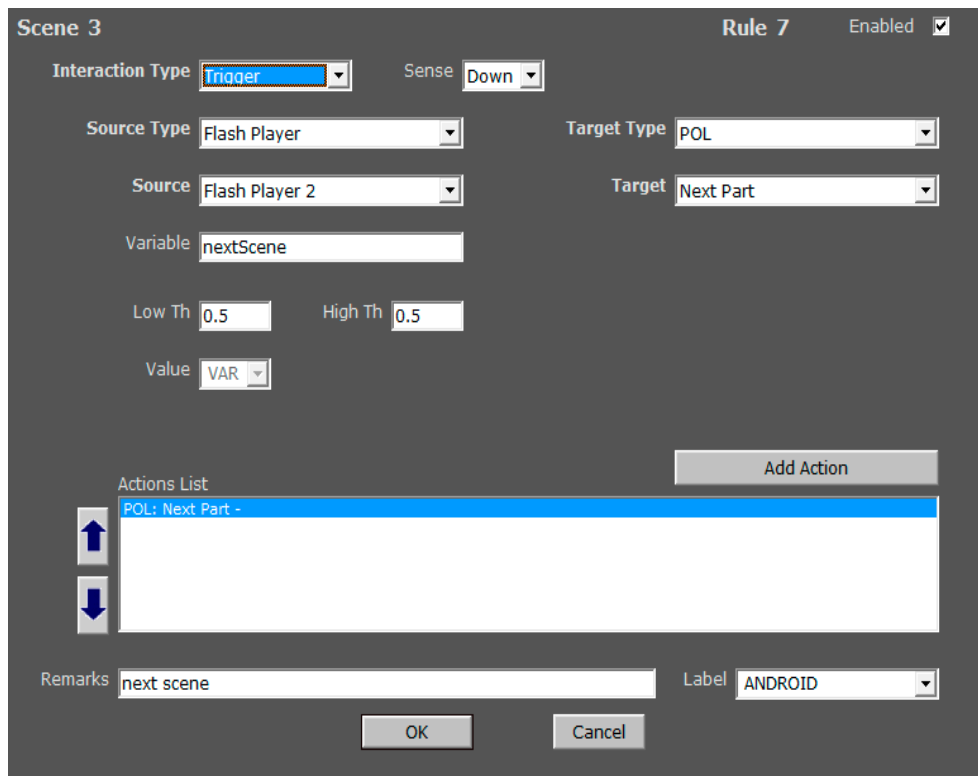 Scene 3 Rule 7 Enabled
Interaction Type Trigger Sense Down
Source Type Flash Player Target Type POL
Source Flash Player 2 Target Next Part
Variable nextScene
Low Th 0.5 High Th 0.5
Value VAR
Add Action
Actions List
POL: Next Part -
Remarks next scene Label ANDROID
OK Cancel